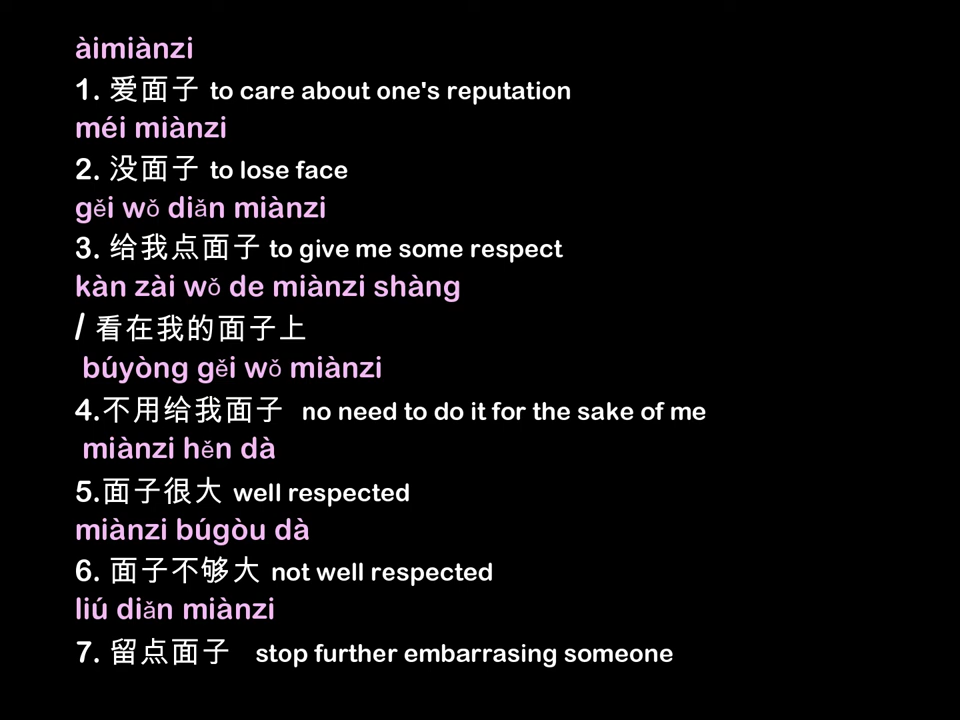 àimiànzi
1. 爱面子 to care about one's reputation
méi miànzi
2. 没面子 to lose face
gěi wǒ diǎn miànzi
3. 给我点面子 to give me some respect
kàn zài wǒ de miànzi shàng
/ 看在我的面子上
búyòng gěi wǒ miànzi
4.不用给我面子 no need to do it for the sake of me
miànzi hěn dà
5.面子很大 well respected
miànzi búgòu dà
6. 面子不够大 not well respected
liú diǎn miànzi
7. 留点面子 stop further embarrasing someone